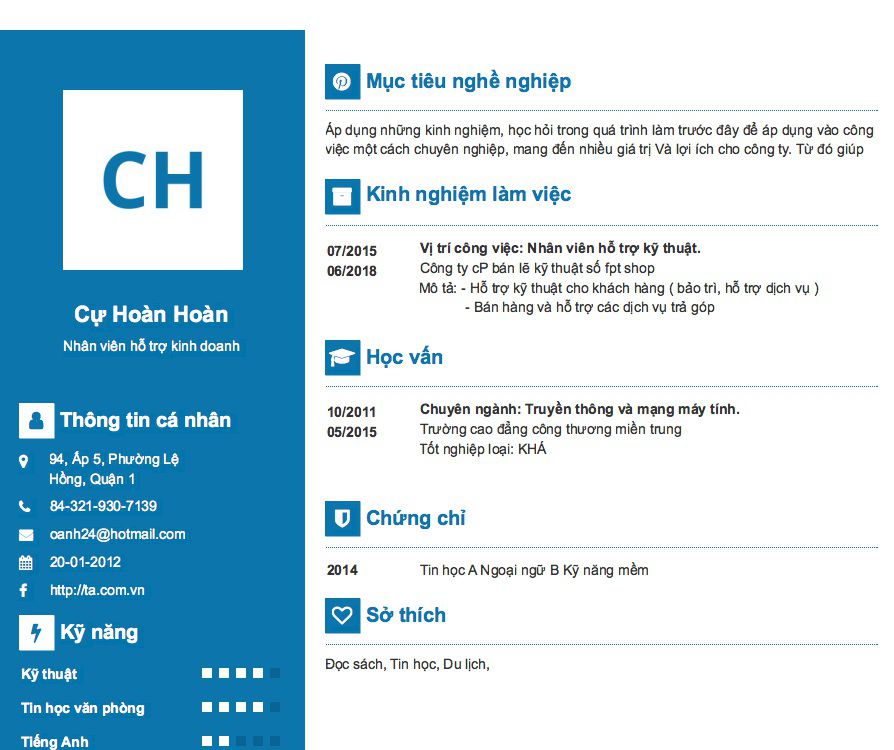 CH
Cự Hoàn Hoàn
Nhân viên hỗ trợ kinh doanh
Thông tin cá nhân
94, Ấp 5, Phường Lệ
Hồng, Quận 1
84-321-930-7139
oanh24@hotmail.com
20-01-2012
http://ta.com.vn
Kỹ năng
Kỹ thuật
Tin học văn phòng
Tiếng Anh
Mục tiêu nghề nghiệp
Áp dụng những kinh nghiệm, học hỏi trong quá trình làm trước đây để áp dụng vào công
việc một cách chuyên nghiệp, mang đến nhiều giá trị Và lợi ích cho công ty. Từ đó giúp
Kinh nghiệm làm việc
07/2015
06/2018
Vị trí công việc: Nhân viên hỗ trợ kỹ thuật.
Công ty cP bán lẽ kỹ thuật số fpt shop
Mô tả: - Hỗ trợ kỹ thuật cho khách hàng ( bảo trì, hỗ trợ dịch vụ )
- Bán hàng và hỗ trợ các dịch vụ trả góp
Học vấn
10/2011
05/2015
Chuyên ngành: Truyền thông và mạng máy tính.
Trường cao đẳng công thương miền trung
Tốt nghiệp loại: KHÁ
Chứng chỉ
2014 Tin học A Ngoại ngữ B Kỹ năng mềm
Sở thích
Đọc sách, Tin học, Du lịch,